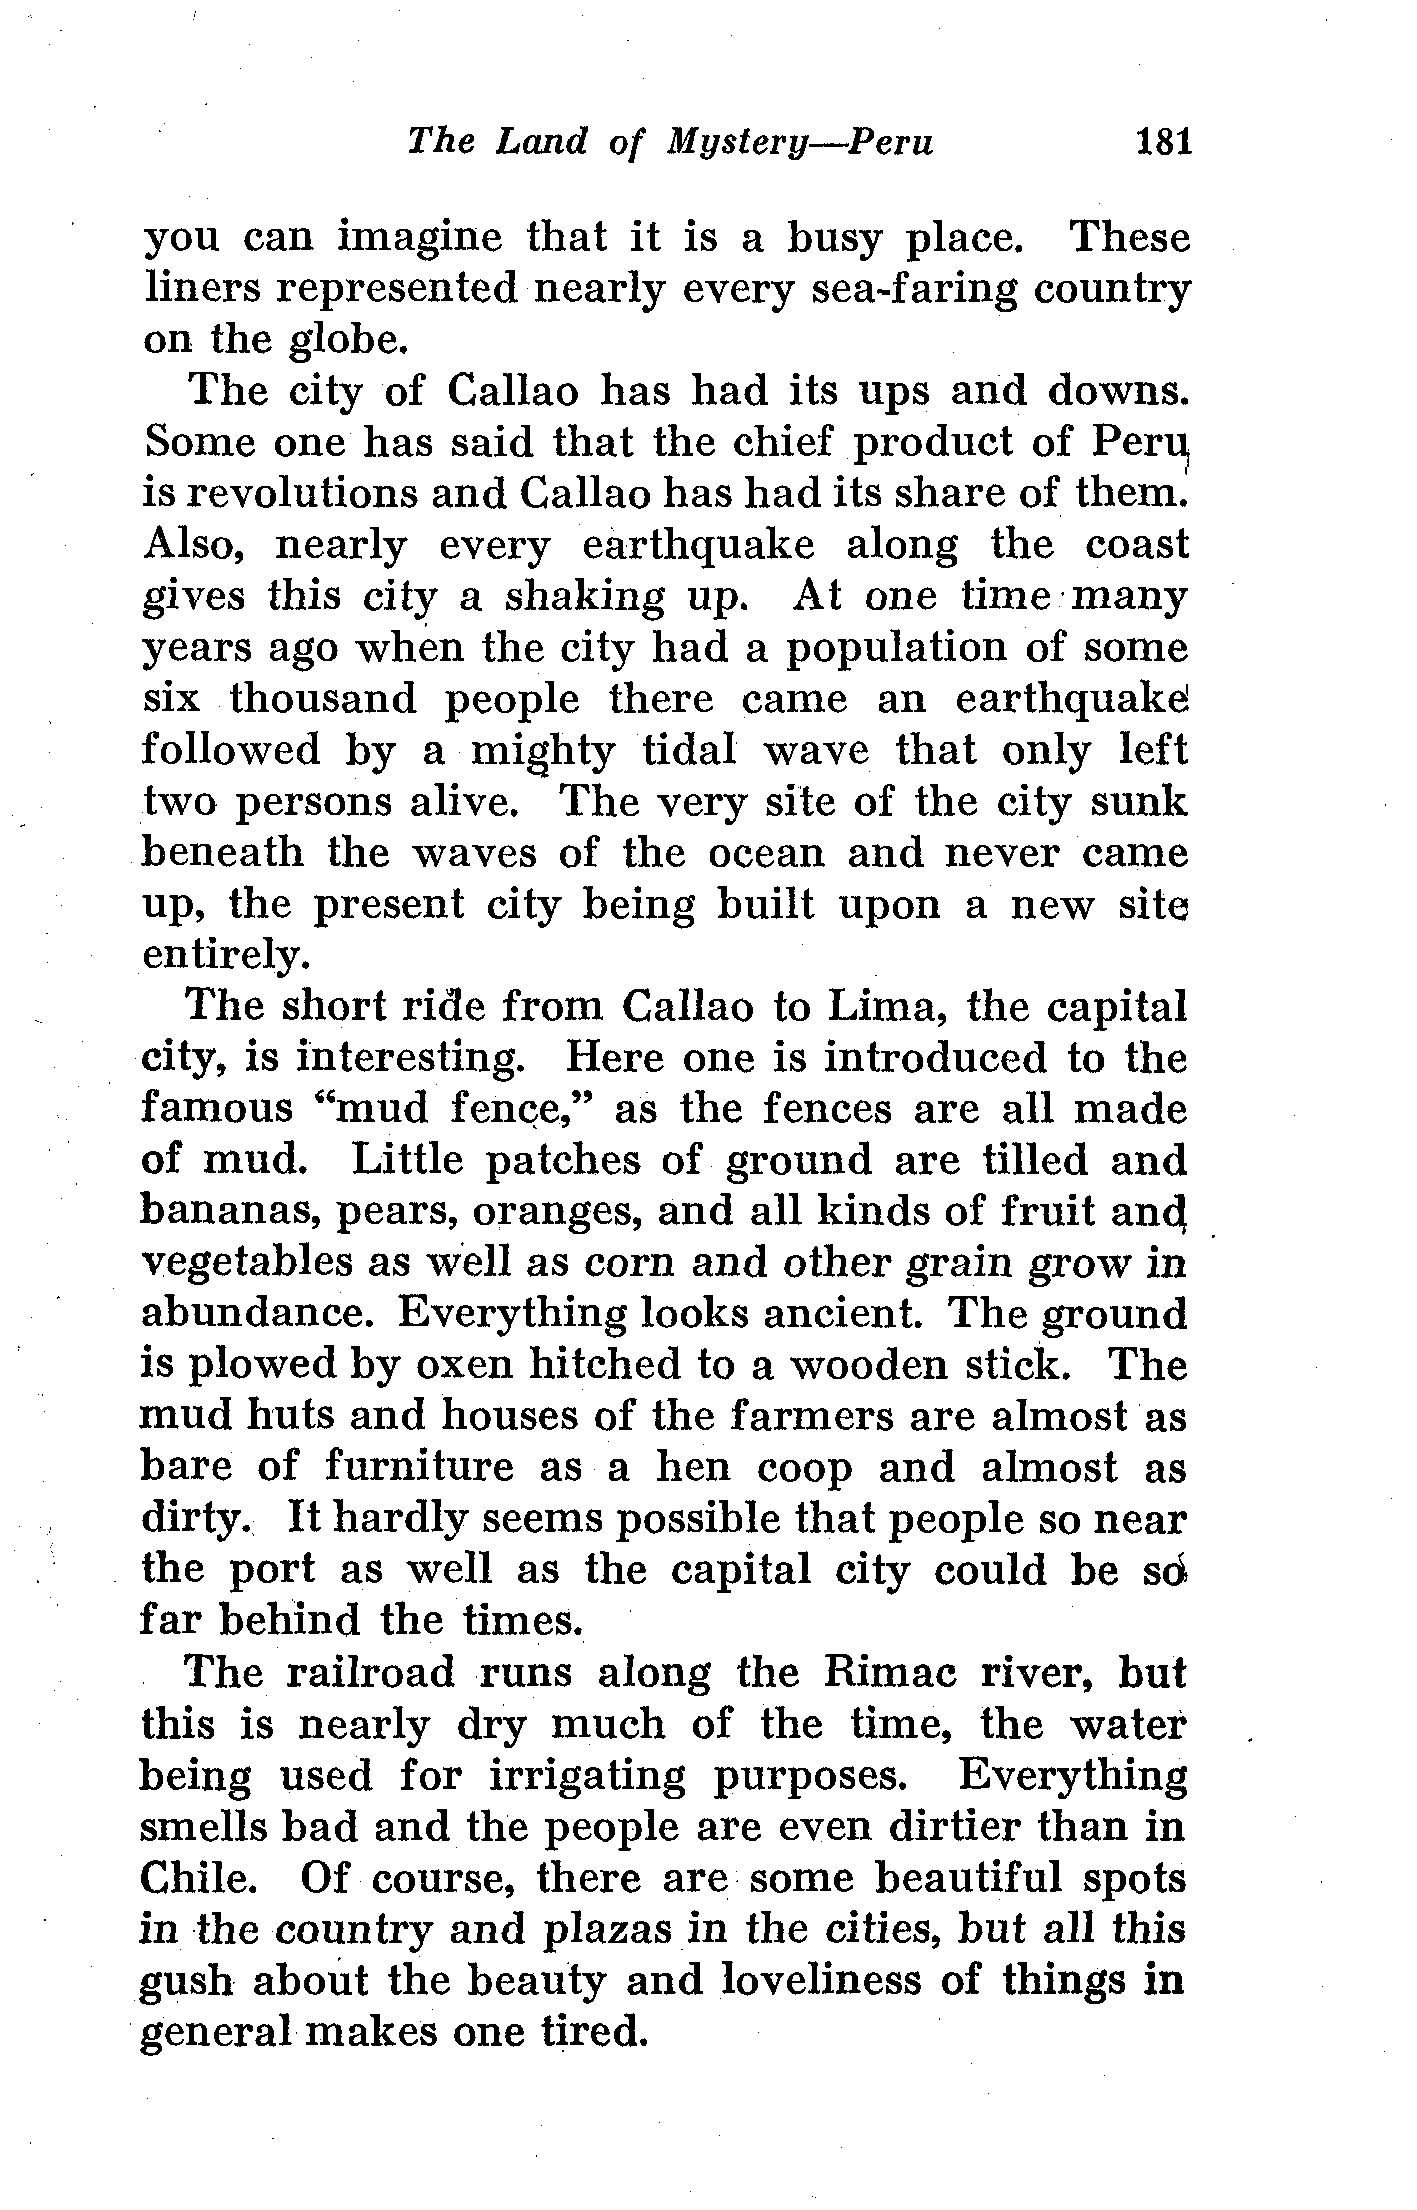 The Land of Mystery—Peru 181
you can imagine that it is a busy place. These
liners represented nearly every sea-faring country
on the globe.
The city of Callao has had its ups and downs.
Some one has said that the chief product of Peru
is revolutions and Callao has had its share of them.
Also, nearly every earthquake along the coast
gives this city a shaking up. At one time many
years ago when the city had a population of some
six thousand people there came an earthquake
followed by a mighty tidal wave that only left
two persons alive. The very site of the city sunk
beneath the waves of the ocean and never came
up, the present city being built upon a new site
entirely.
The short ride from Callao to Lima, the capital
city, is interesting. Here one is introduced to the
famous “mud fence,” as the fences are all made
of mud. Little patches of ground are tilled and
bananas, pears, oranges, and all kinds of fruit and
vegetables as well as corn and other grain grow in
abundance. Everything looks ancient. The ground
is plowed by oxen hitched to a wooden stick. The
mud huts and houses of the farmers are almost as
bare of furniture as a hen coop and almost as
dirty. It hardly seems possible that people so near
the port as well as the capital city could be so
far behind the times.
The railroad runs along the Rimac river, but
this is nearly dry much of the time, the water
being used for irrigating purposes. Everything
smells bad and the people are even dirtier than in
Chile. Of course, there are some beautiful spots
in the country and plazas in the cities, but all this
gush about the beauty and loveliness of things in
general makes one tired.